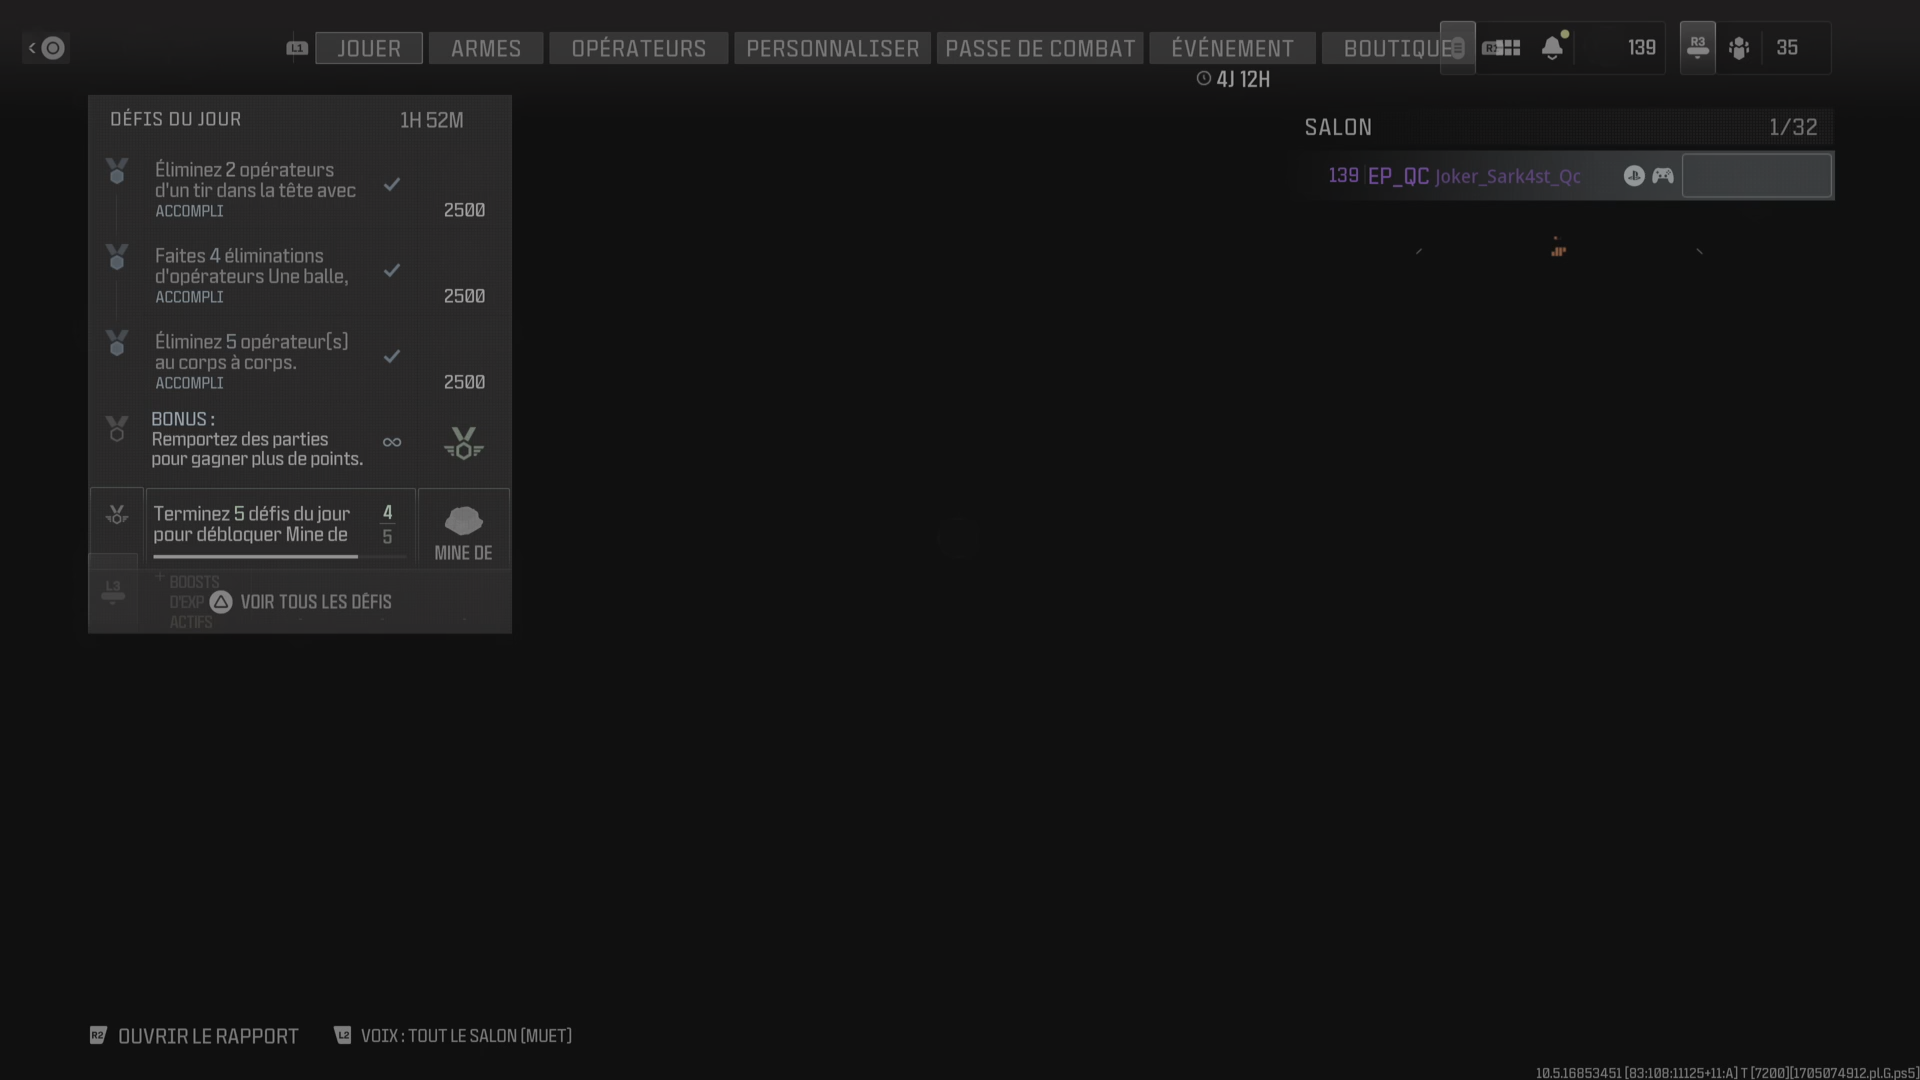 L1 JOUER ARMES OPÉRATEURS PERSONNALISER PASSE DE COMBAT ÉVÉNEMENT BOUTIQUE 139 R3 35
4J 12H
DÉFIS DU JOUR 1H 52M
Éliminez 2 opérateurs
d'un tir dans la tête avec
ACCOMPLI
2500
Faites 4 éliminations
d'opérateurs Une balle,
ACCOMPLI
2500
Éliminez 5 opérateur(s)
au corps à corps.
ACCOMPLI
2500
BONUS :
Remportez des parties
pour gagner plus de points.
∞
Terminez 5 défis du jour
pour débloquer Mine de
4
5
MINE DE
L3
BOOSTS
D'EXP
ACTIFS
VOIR TOUS LES DÉFIS
SALON 1/32
139 EP_QC Joker_Sark4st_Qc
R2 OUVRIR LE RAPPORT L2 VOIX : TOUT LE SALON (MUET)
10.5.16853451 [83:108:11125+11:A] T [7200][1705074912.pl.G.ps5]